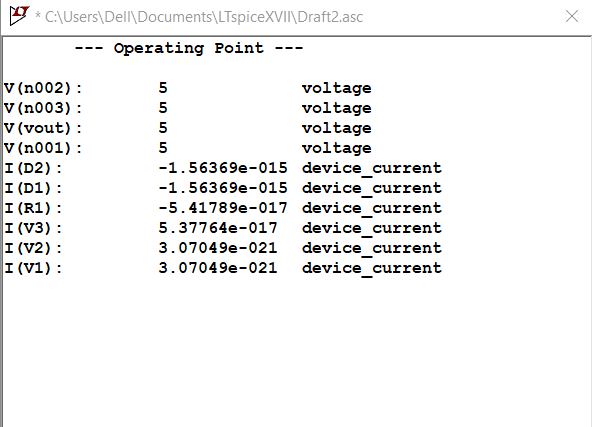 * C:\Users\Dell\Documents\LTspiceXVII\Draft2.asc
--- Operating Point ---
V(n002): 5 voltage
V(n003): 5 voltage
V(vout): 5 voltage
V(n001): 5 voltage
I(D2): -1.56369e-015 device_current
I(D1): -1.56369e-015 device_current
I(R1): -5.41789e-017 device_current
I(V3): 5.37764e-017 device_current
I(V2): 3.07049e-021 device_current
I(V1): 3.07049e-021 device_current